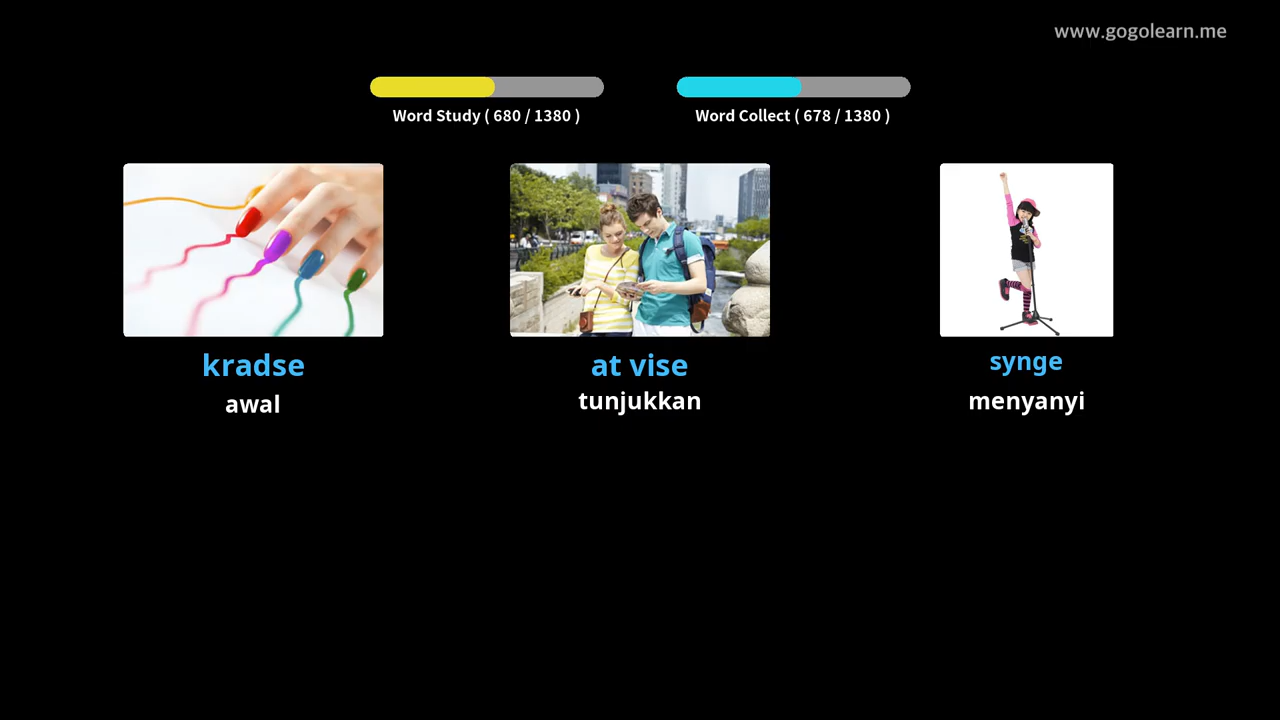 www.gogolearn.me
Word Study ( 680 / 1380 )
Word Collect ( 678 / 1380 )
kradse
awal
at vise
tunjukkan
synge
menyanyi